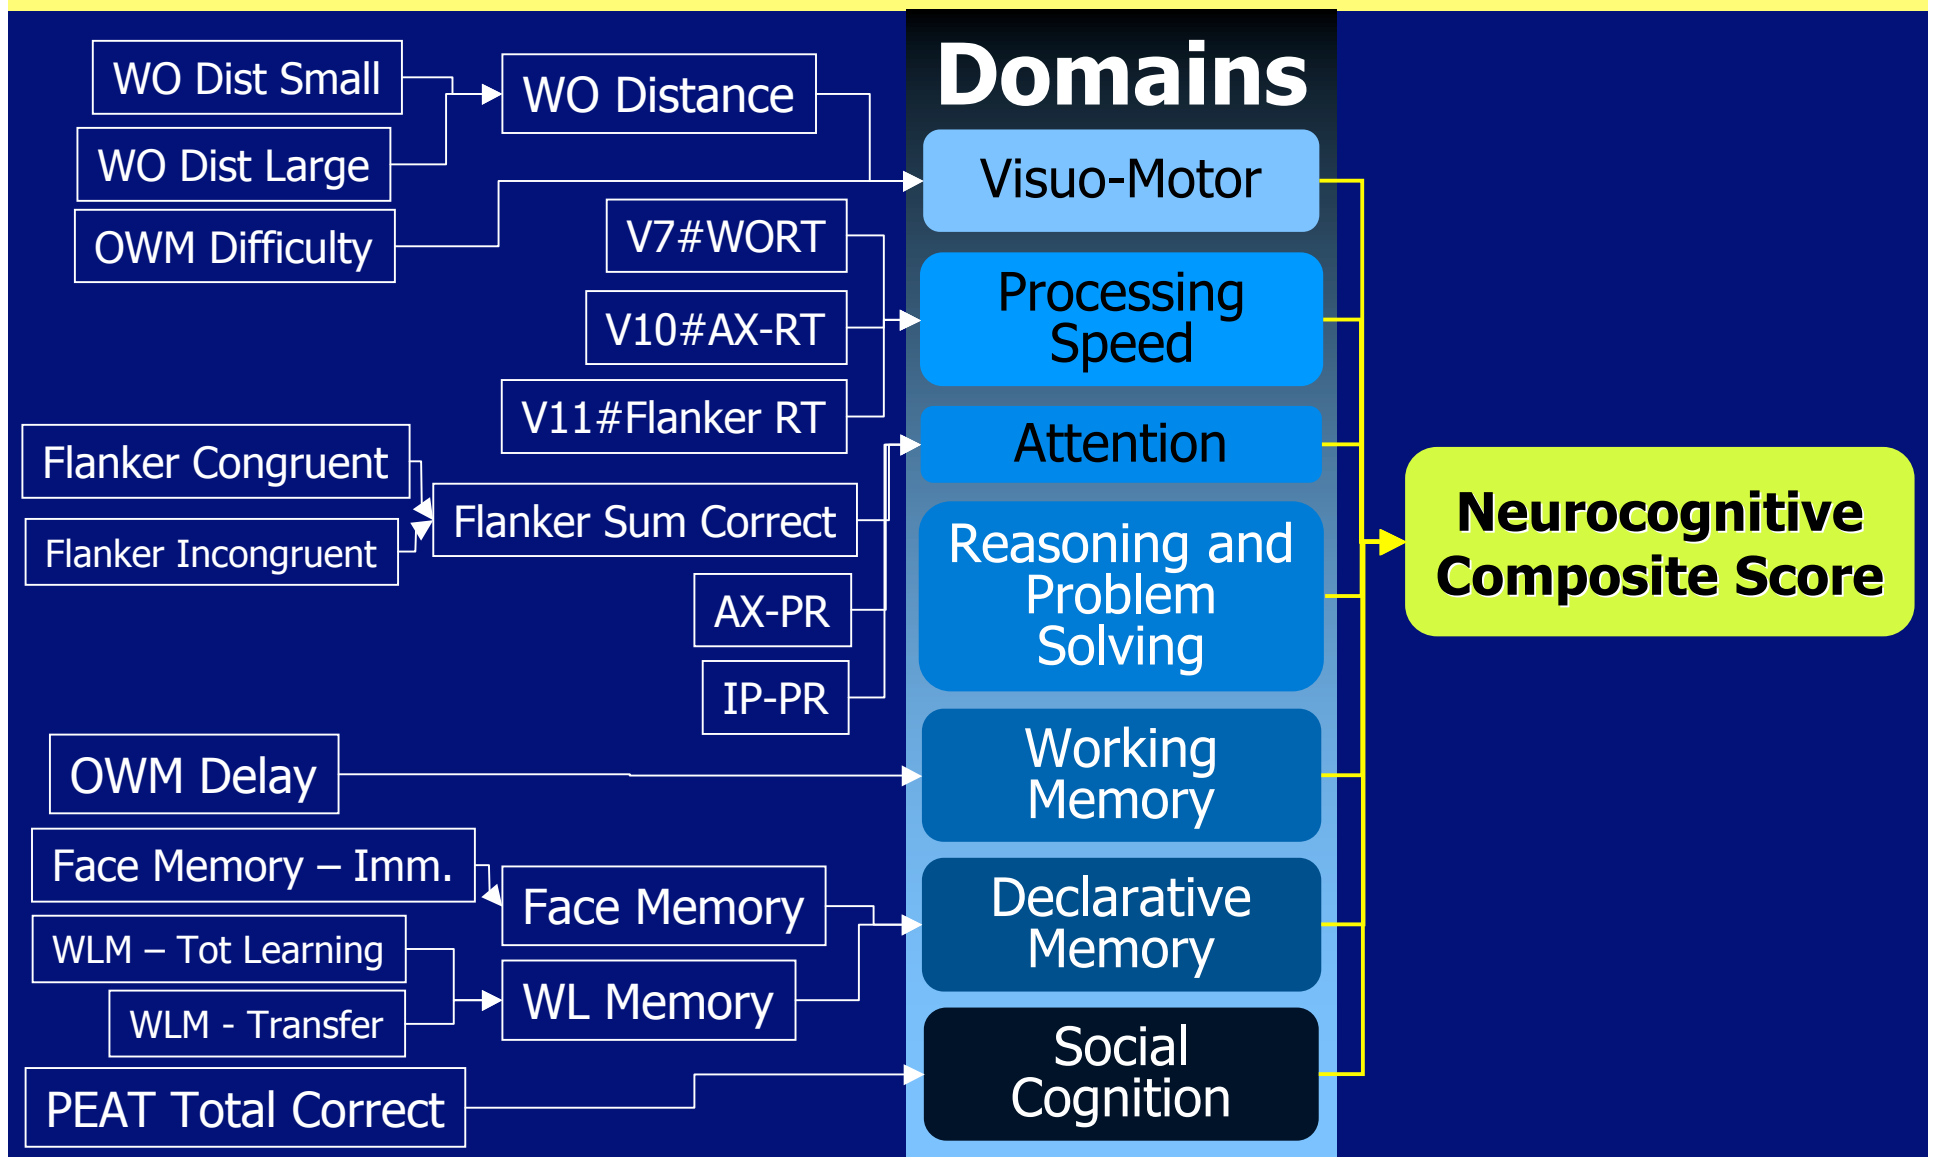 Domains
WO Dist Small
WO Distance
WO Dist Large
OWM Difficulty
Visuo-Motor
V7#WORT
V10#AX-RT
V11#Flanker RT
Processing
Speed
Flanker Congruent
Flanker Incongruent
Flanker Sum Correct
AX-PR
IP-PR
Attention
Reasoning and
Problem
Solving
OWM Delay
Working
Memory
Face Memory – Imm.
Face Memory
WLM – Tot Learning
WLM - Transfer
WL Memory
Declarative
Memory
PEAT Total Correct
Social
Cognition
Neurocognitive
Composite Score